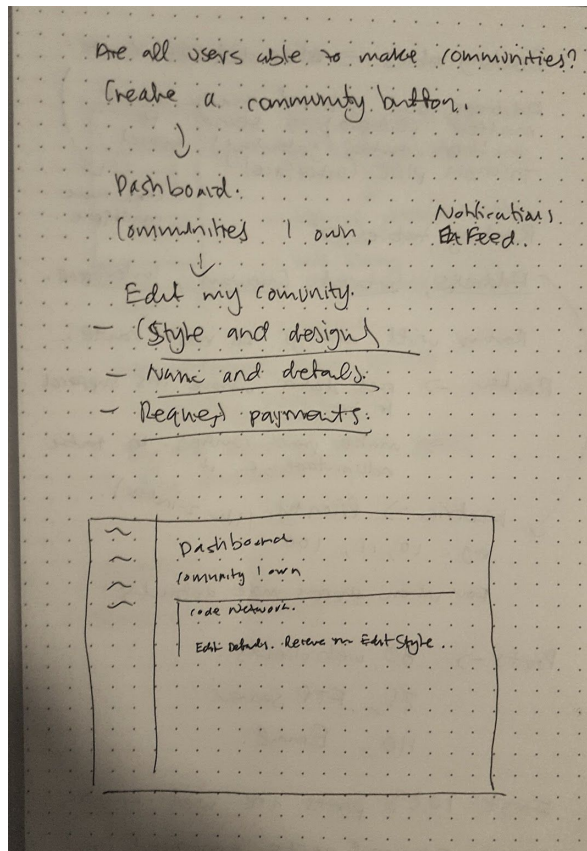 Are all users able to make communities?
Create a community button.
Dashboard.
Communities I own.
Notifications
Feed..
Edit my comunity.
- (Style and design)
- Name and details.
- Request payments.
Dashboard
Community I own
Code Network.
Edit Details. Edit Style..